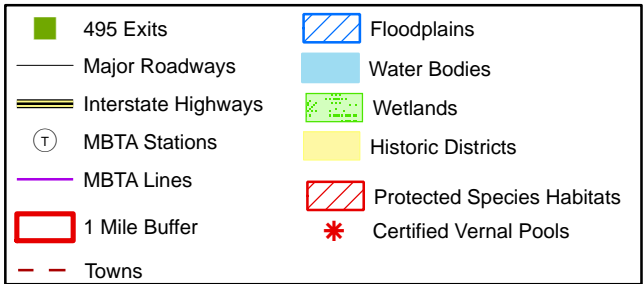 495 Exits
Major Roadways
Interstate Highways
T
MBTA Stations
MBTA Lines
1 Mile Buffer
Towns
Floodplains
Water Bodies
Wetlands
Historic Districts
Protected Species Habitats
Certified Vernal Pools